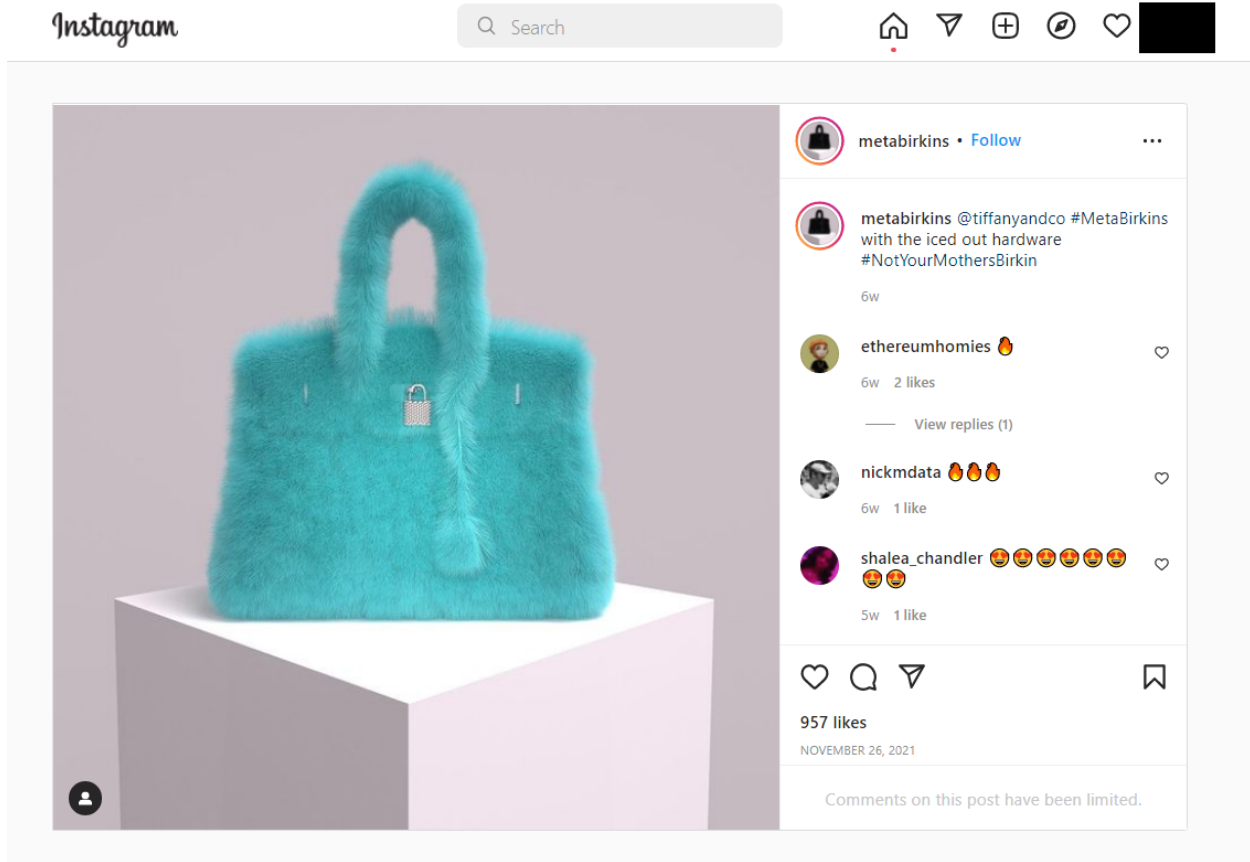 Instagram
Search
metabirkins • Follow
metabirkins @tiffanyandco #MetaBirkins
with the iced out hardware
#NotYourMothersBirkin
6w
ethereumhomies 🔥
6w 2 likes
View replies (1)
nickmdata 🔥🔥🔥
6w 1 like
shalea_chandler 😍😍😍😍😍😍
😍😍
5w 1 like
957 likes
NOVEMBER 26, 2021
Comments on this post have been limited.